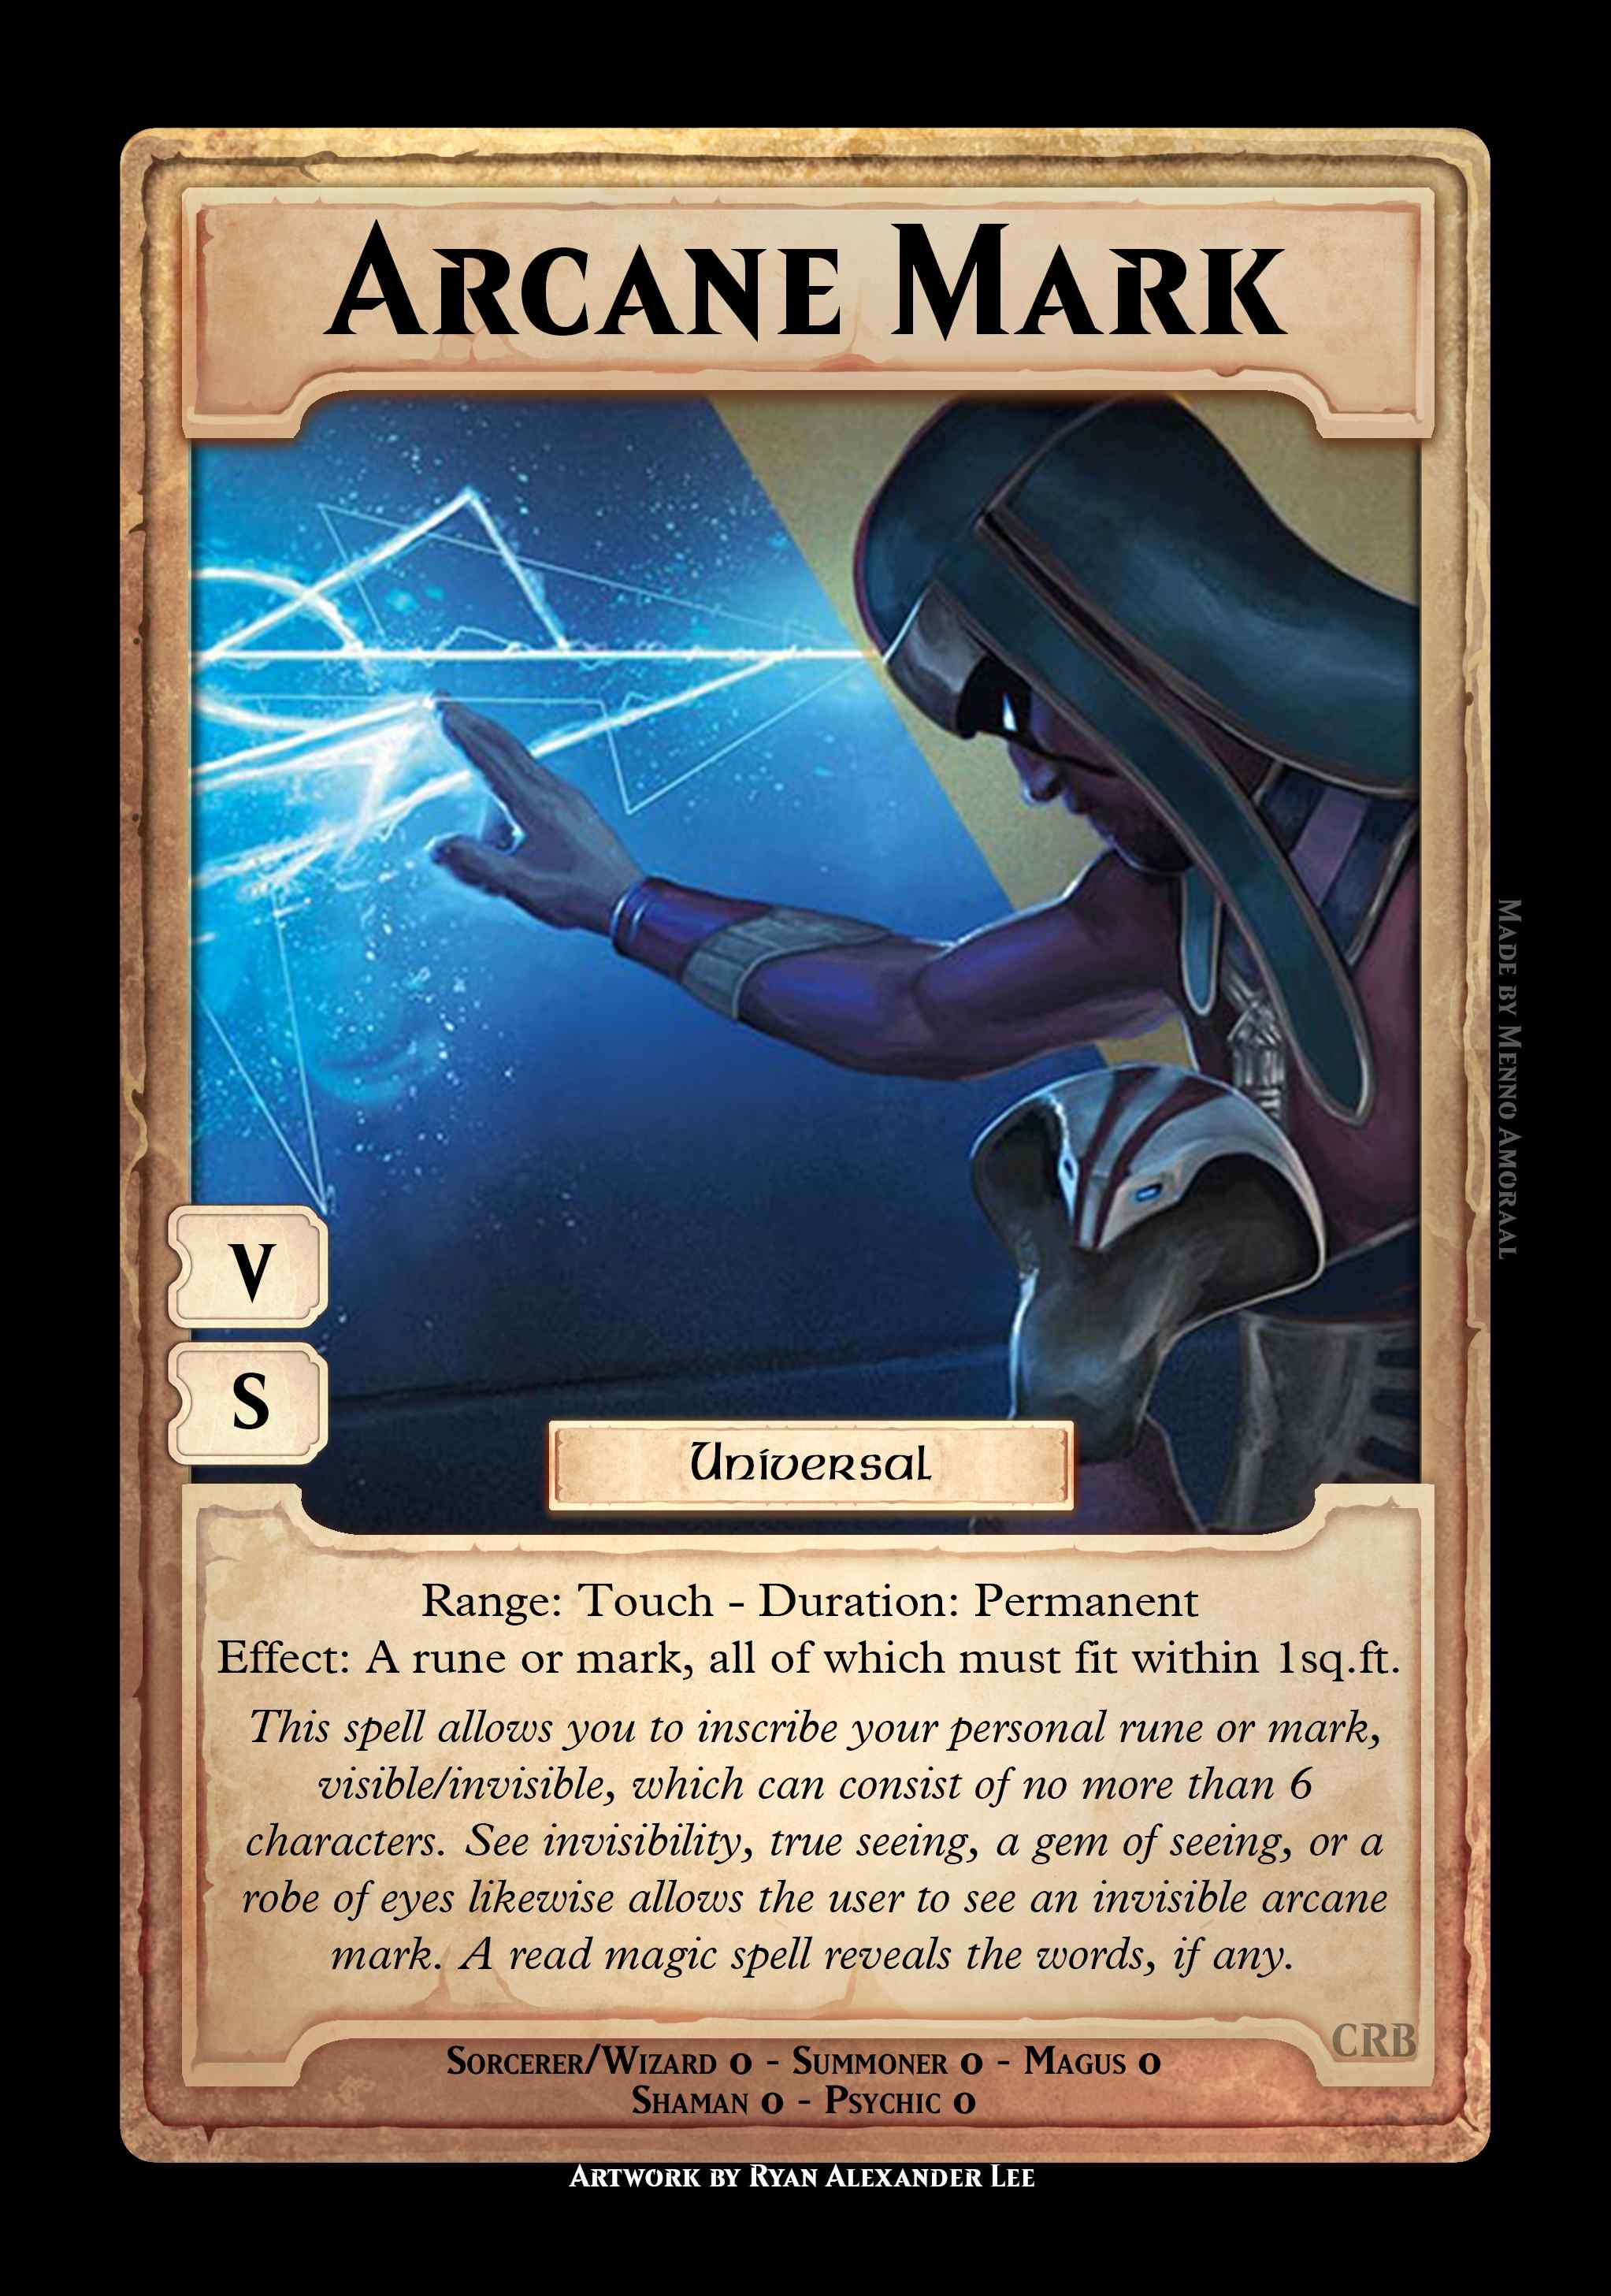 Arcane Mark
Made by Menno Amoraal
V
S
Universal
Range: Touch - Duration: Permanent
Effect: A rune or mark, all of which must fit within 1sq.ft.
This spell allows you to inscribe your personal rune or mark,
visible/invisible, which can consist of no more than 6
characters. See invisibility, true seeing, a gem of seeing, or a
robe of eyes likewise allows the user to see an invisible arcane
mark. A read magic spell reveals the words, if any.
CRB
Sorcerer/Wizard 0 - Summoner 0 - Magus 0
Shaman 0 - Psychic 0
Artwork by Ryan Alexander Lee